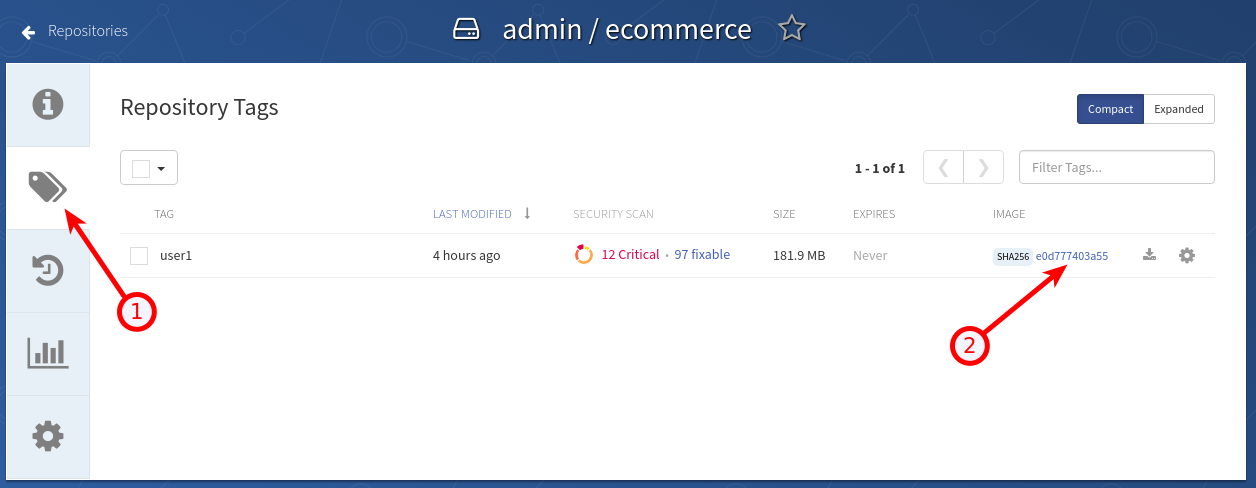 Repositories
admin / ecommerce
Repository Tags
Compact Expanded
1 - 1 of 1
Filter Tags...
TAG LAST MODIFIED SECURITY SCAN SIZE EXPIRES IMAGE
user1 4 hours ago 12 Critical • 97 fixable 181.9 MB Never SHA256 e0d777403a55
1
2